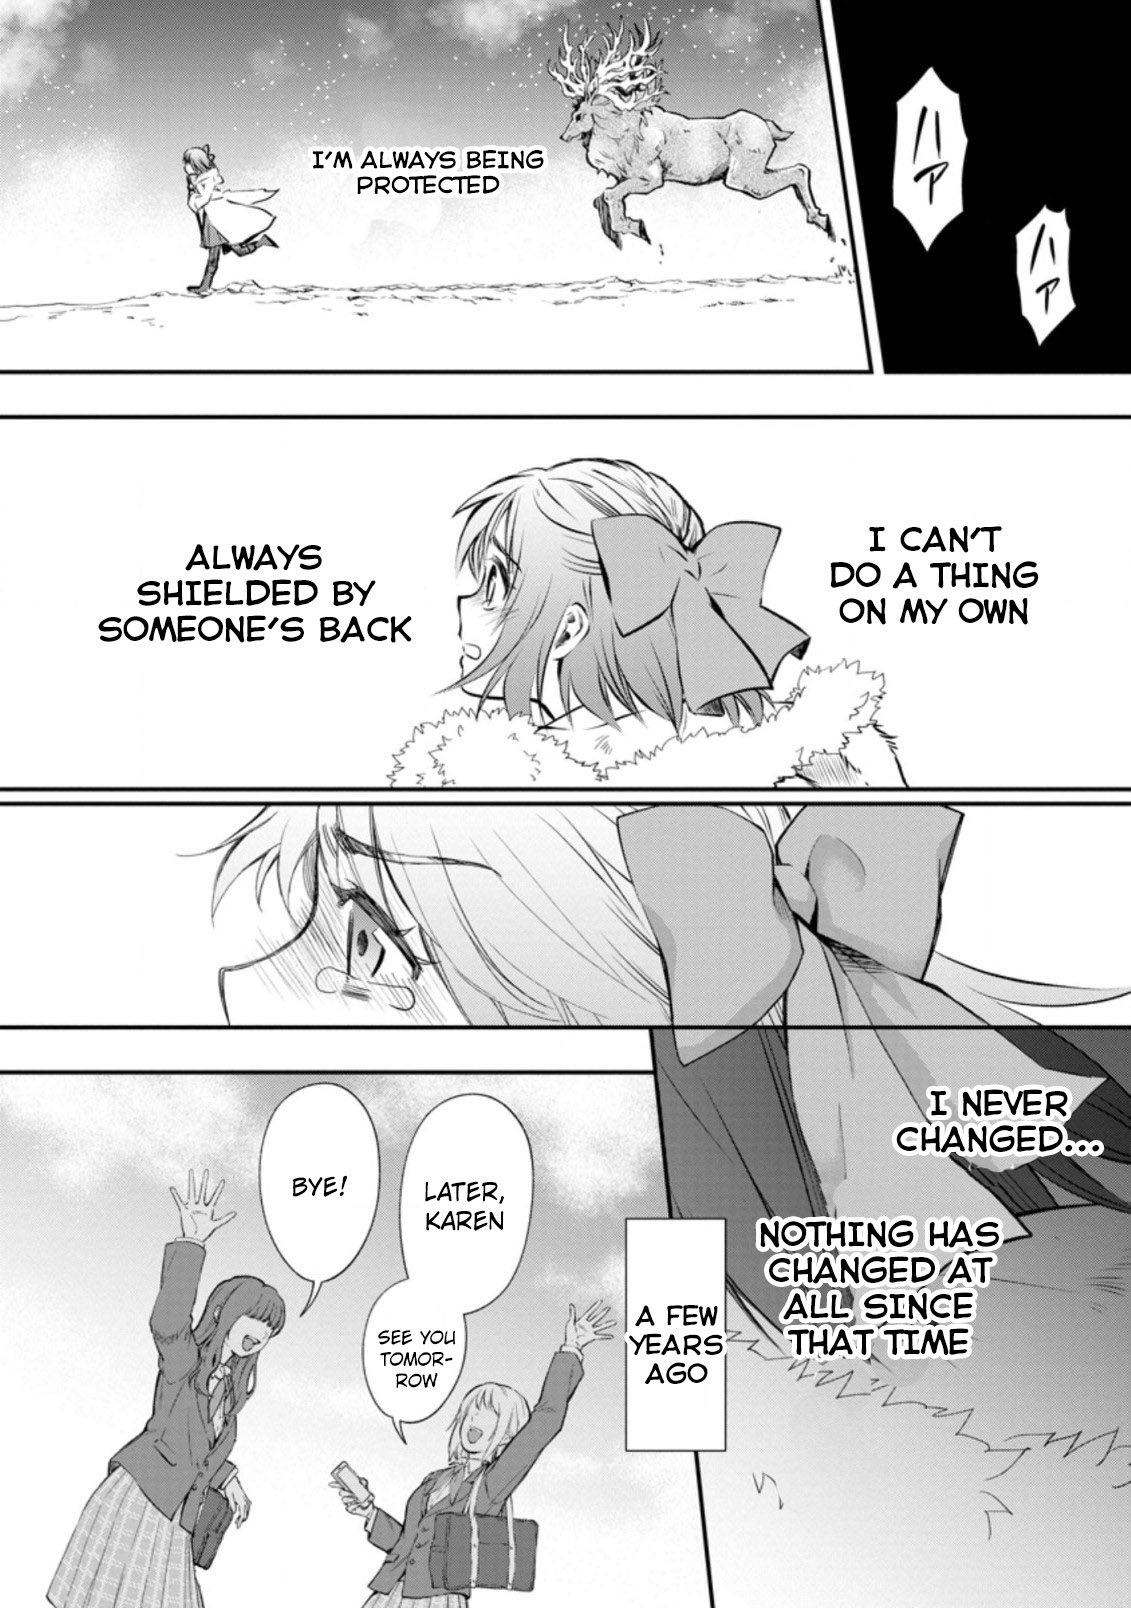 ハァ
ハァ
I'M ALWAYS BEING
PROTECTED
I CAN'T
DO A THING
ON MY OWN
ALWAYS
SHIELDED BY
SOMEONE'S BACK
I NEVER
CHANGED...
NOTHING HAS
CHANGED AT
ALL SINCE
THAT TIME
A FEW
YEARS
AGO
LATER,
KAREN
SEE YOU
TOMOR-
ROW
BYE!